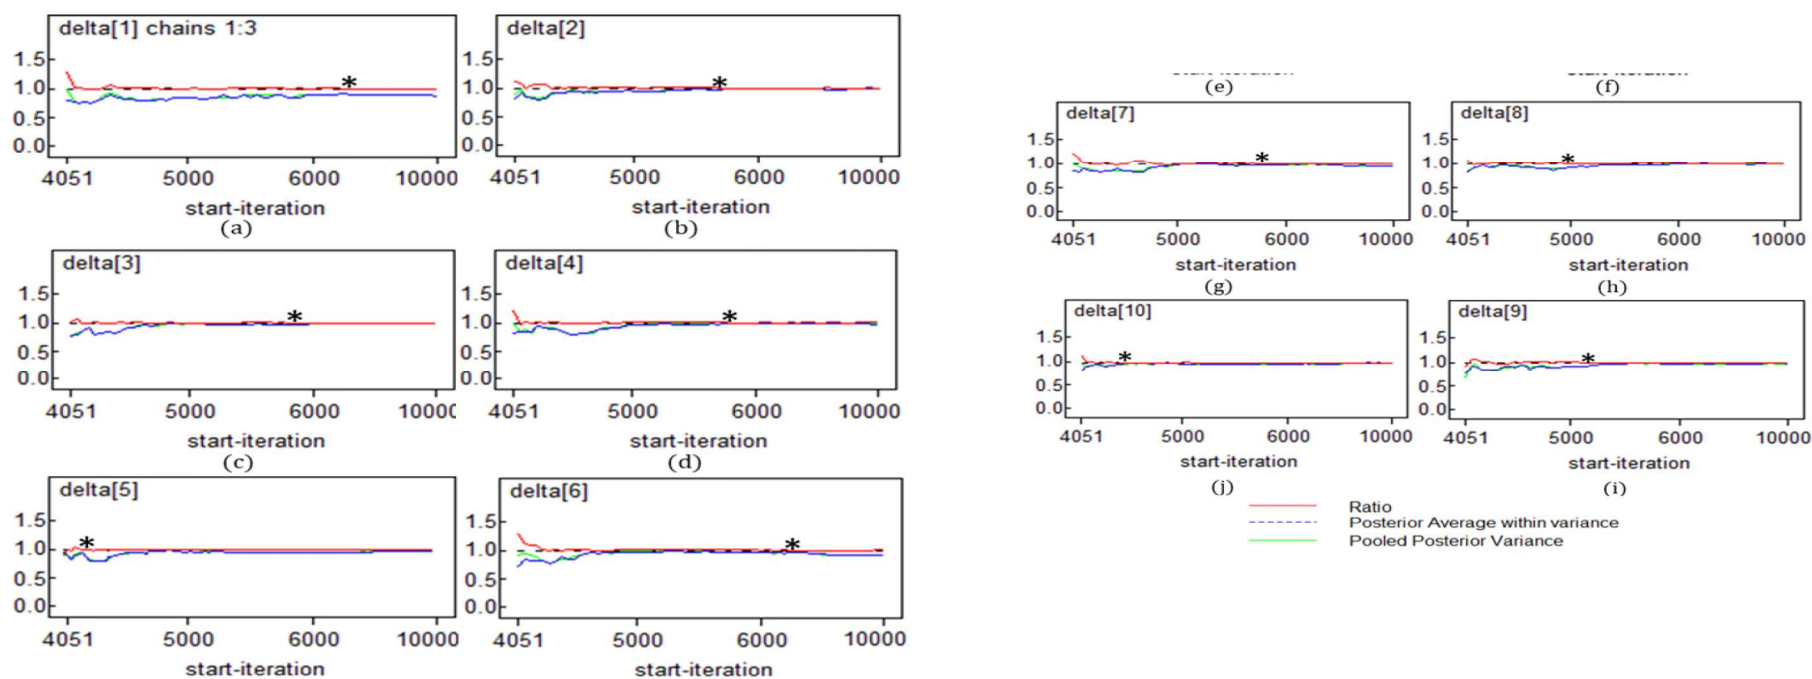 delta[1] chains 1:3
1.5
1.0
0.5
0.0
4051 5000 6000 10000
start-iteration
(a)
delta[2]
1.5
1.0
0.5
0.0
4051 5000 6000 10000
start-iteration
(b)
delta[3]
1.5
1.0
0.5
0.0
4051 5000 6000 10000
start-iteration
(c)
delta[4]
1.5
1.0
0.5
0.0
4051 5000 6000 10000
start-iteration
(d)
delta[5]
1.5
1.0
0.5
0.0
4051 5000 6000 10000
start-iteration
delta[6]
1.5
1.0
0.5
0.0
4051 5000 6000 10000
start-iteration
(e)
(f)
delta[7]
1.5
1.0
0.5
0.0
4051 5000 6000 10000
start-iteration
(g)
delta[8]
1.5
1.0
0.5
0.0
4051 5000 6000 10000
start-iteration
(h)
delta[10]
1.5
1.0
0.5
0.0
4051 5000 6000 10000
start-iteration
(j)
delta[9]
1.5
1.0
0.5
0.0
4051 5000 6000 10000
start-iteration
(i)
Ratio
Posterior Average within variance
Pooled Posterior Variance